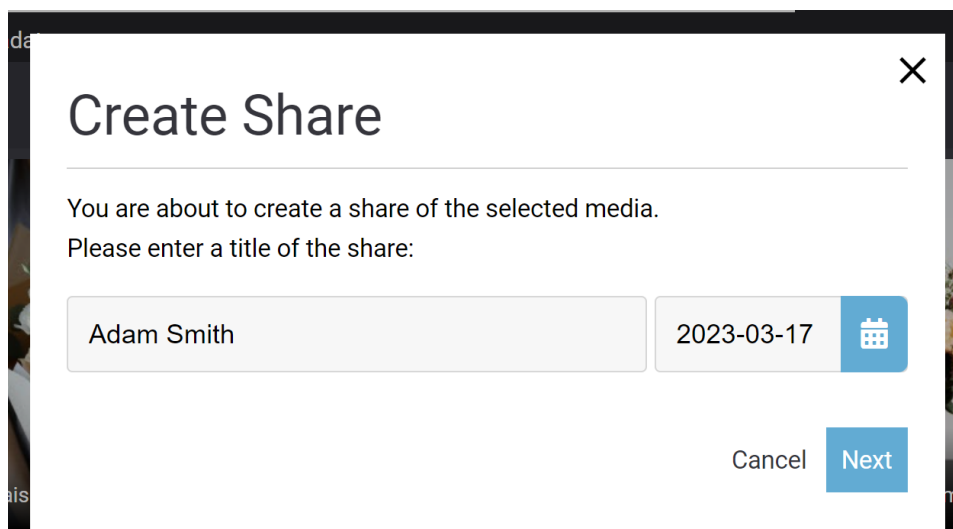 Create Share
You are about to create a share of the selected media.
Please enter a title of the share:
Adam Smith 2023-03-17
Cancel Next